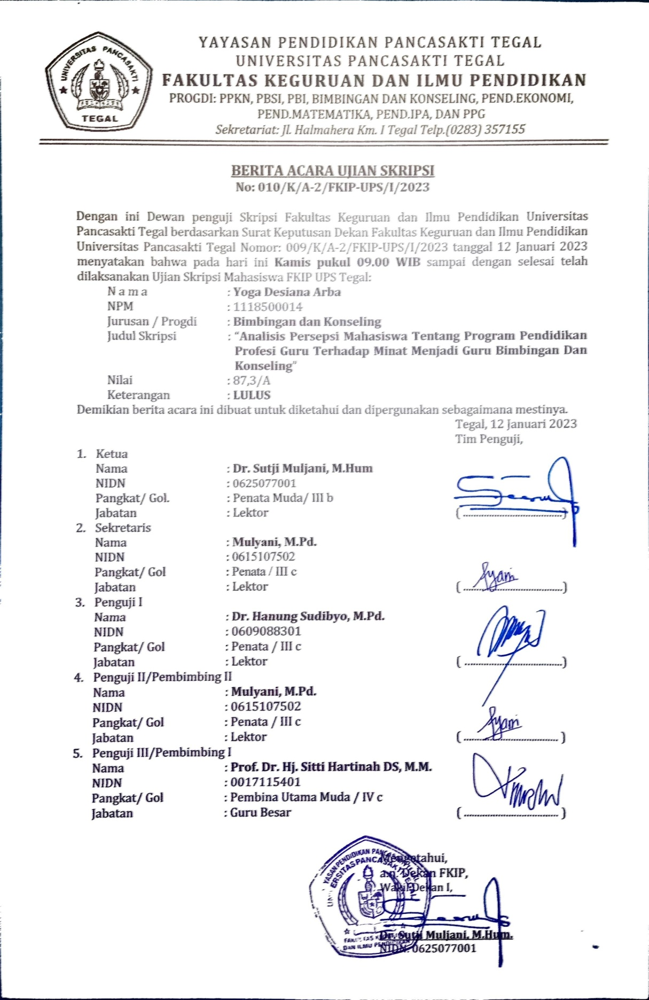 UNIVERSITAS PANCASAKTI
TEGAL
YAYASAN PENDIDIKAN PANCASAKTI TEGAL
UNIVERSITAS PANCASAKTI TEGAL
FAKULTAS KEGURUAN DAN ILMU PENDIDIKAN
PROGDI: PPKN, PBSI, PBI, BIMBINGAN DAN KONSELING, PEND.EKONOMI,
PEND.MATEMATIKA, PEND.IPA, DAN PPG
Sekretariat: Jl. Halmahera Km. I Tegal Telp.(0283) 357155
BERITA ACARA UJIAN SKRIPSI
No: 010/K/A-2/FKIP-UPS/I/2023
Dengan ini Dewan penguji Skripsi Fakultas Keguruan dan Ilmu Pendidikan Universitas
Pancasakti Tegal berdasarkan Surat Keputusan Dekan Fakultas Keguruan dan Ilmu Pendidikan
Universitas Pancasakti Tegal Nomor: 009/K/A-2/FKIP-UPS/I/2023 tanggal 12 Januari 2023
menyatakan bahwa pada hari ini Kamis pukul 09.00 WIB sampai dengan selesai telah
dilaksanakan Ujian Skripsi Mahasiswa FKIP UPS Tegal:
N a m a : Yoga Desiana Arba
NPM : 1118500014
Jurusan / Progdi : Bimbingan dan Konseling
Judul Skripsi : "Analisis Persepsi Mahasiswa Tentang Program Pendidikan
Profesi Guru Terhadap Minat Menjadi Guru Bimbingan Dan
Konseling"
Nilai : 87,3/A
Keterangan : LULUS
Demikian berita acara ini dibuat untuk diketahui dan dipergunakan sebagaimana mestinya.
Tegal, 12 Januari 2023
Tim Penguji,
1. Ketua
Nama : Dr. Sutji Muljani, M.Hum
NIDN : 0625077001
Pangkat/ Gol. : Penata Muda/ III b
Jabatan : Lektor (..............................)
2. Sekretaris
Nama : Mulyani, M.Pd.
NIDN : 0615107502
Pangkat/ Gol : Penata / III c
Jabatan : Lektor (..............................)
3. Penguji I
Nama : Dr. Hanung Sudibyo, M.Pd.
NIDN : 0609088301
Pangkat/ Gol : Penata / III c
Jabatan : Lektor (..............................)
4. Penguji II/Pembimbing II
Nama : Mulyani, M.Pd.
NIDN : 0615107502
Pangkat/ Gol : Penata / III c
Jabatan : Lektor (..............................)
5. Penguji III/Pembimbing I
Nama : Prof. Dr. Hj. Sitti Hartinah DS, M.M.
NIDN : 0017115401
Pangkat/ Gol : Pembina Utama Muda / IV c
Jabatan : Guru Besar (..............................)
Mengetahui,
a.n. Dekan FKIP,
Wakil Dekan I,
Dr. Sutji Muljani, M.Hum.
NIDN. 0625077001